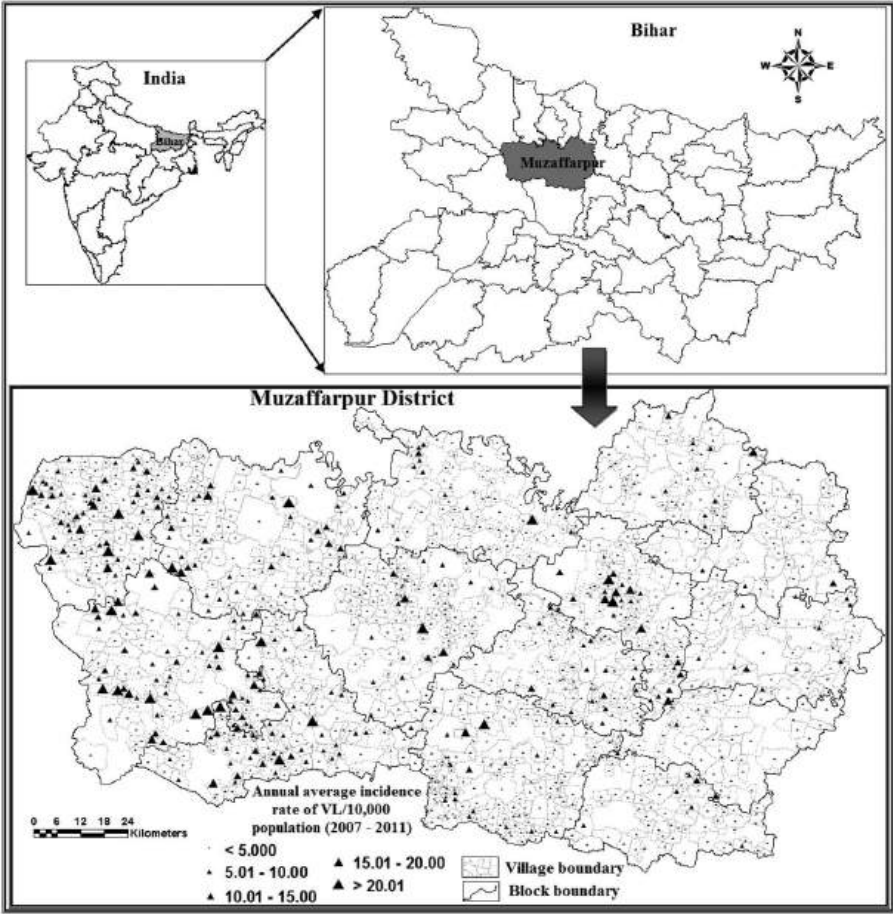 India
Bihar
Bihar
N
W
E
S
Muzaffarpur
Muzaffarpur District
Annual average incidence
rate of VL/10,000
population (2007 - 2011)
0 6 12 18 24
Kilometers
< 5.000
5.01 - 10.00
10.01 - 15.00
15.01 - 20.00
> 20.01
Village boundary
Block boundary